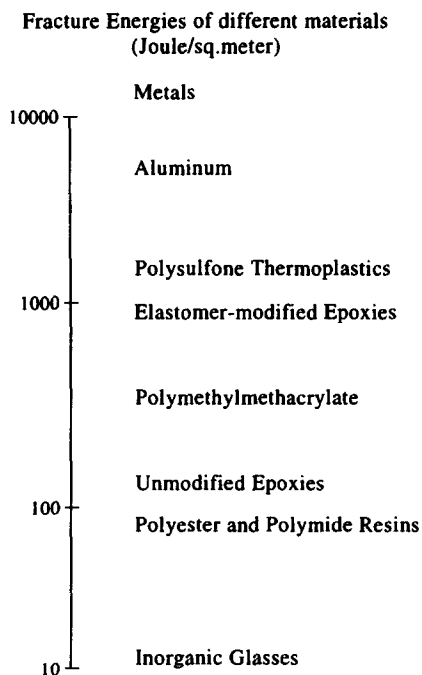 Fracture Energies of different materials
(Joule/sq.meter)
Metals
10000
Aluminum
Polysulfone Thermoplastics
1000
Elastomer-modified Epoxies
Polymethylmethacrylate
Unmodified Epoxies
100
Polyester and Polymide Resins
Inorganic Glasses
10